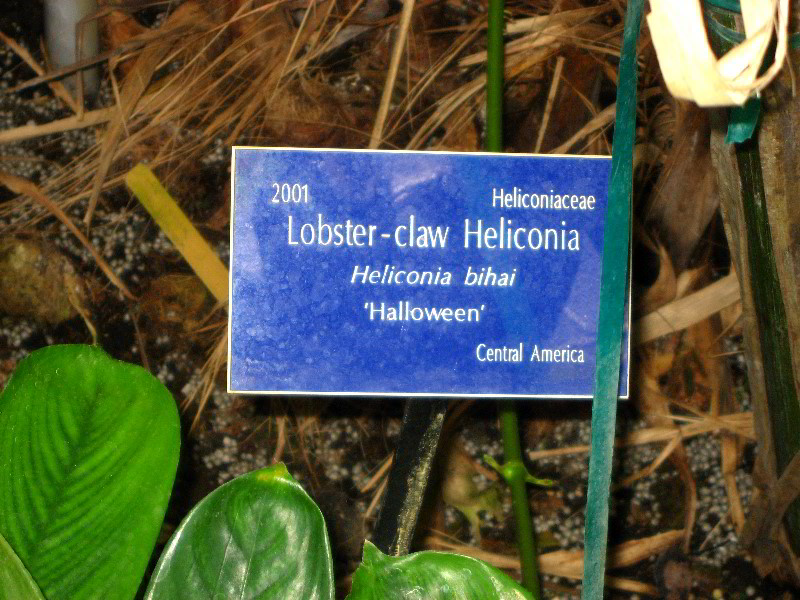 2001
Heliconiaceae
Lobster-claw Heliconia
Heliconia bihai
'Halloween'
Central America